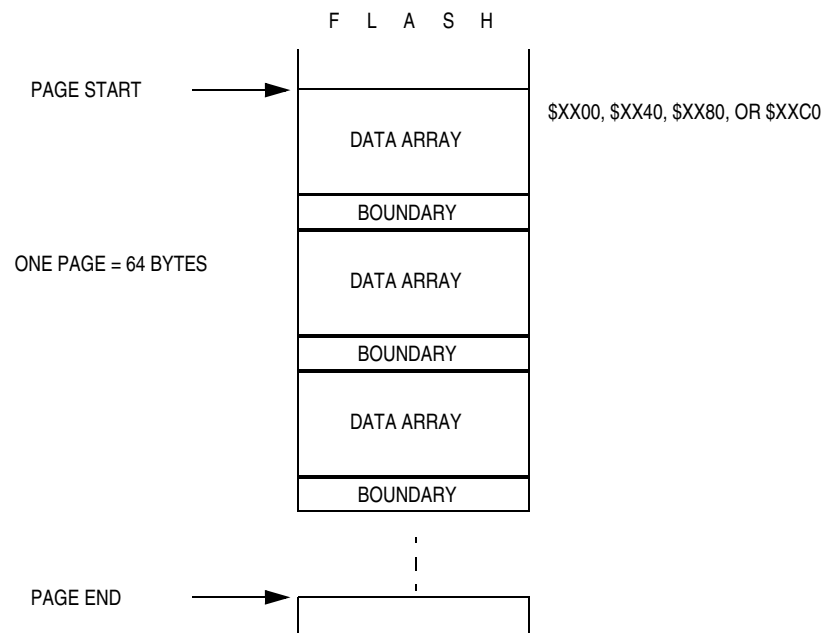 F L A S H
PAGE START
$XX00, $XX40, $XX80, OR $XXC0
DATA ARRAY
BOUNDARY
ONE PAGE = 64 BYTES
DATA ARRAY
BOUNDARY
DATA ARRAY
BOUNDARY
PAGE END